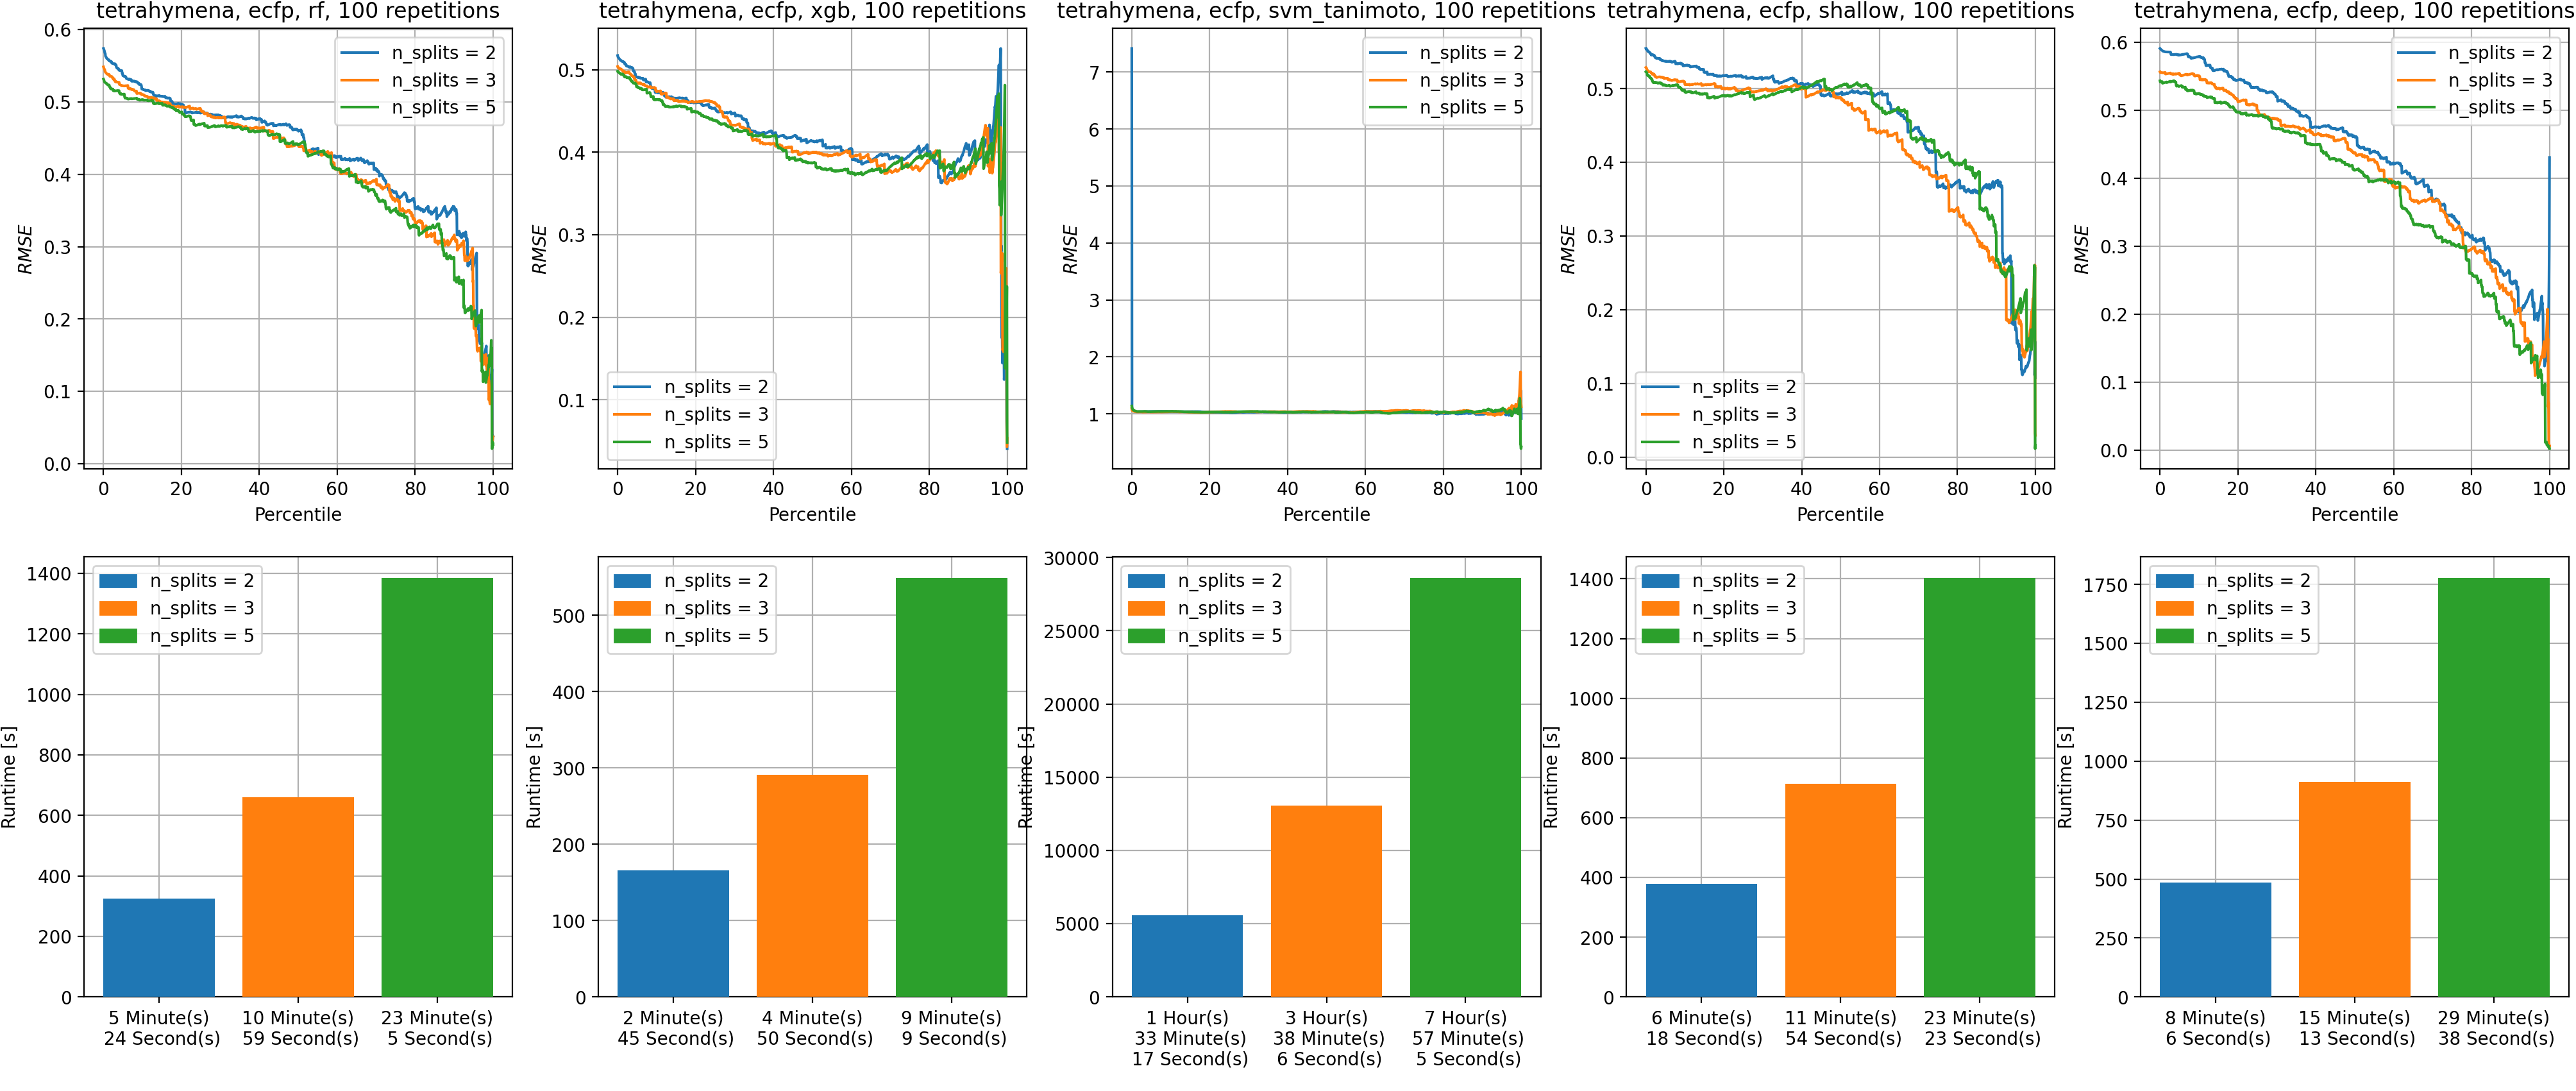 tetrahymena, ecfp, rf, 100 repetitions
0.6
0.5
0.4
0.3
0.2
0.1
0.0
RMSE
n_splits = 2
n_splits = 3
n_splits = 5
0 20 40 60 80 100
Percentile
tetrahymena, ecfp, xgb, 100 repetitions
0.5
0.4
0.3
0.2
0.1
RMSE
n_splits = 2
n_splits = 3
n_splits = 5
0 20 40 60 80 100
Percentile
tetrahymena, ecfp, svm_tanimoto, 100 repetitions
7
6
5
4
3
2
1
RMSE
n_splits = 2
n_splits = 3
n_splits = 5
0 20 40 60 80 100
Percentile
tetrahymena, ecfp, shallow, 100 repetitions
0.5
0.4
0.3
0.2
0.1
0.0
RMSE
n_splits = 2
n_splits = 3
n_splits = 5
0 20 40 60 80 100
Percentile
tetrahymena, ecfp, deep, 100 repetitions
0.6
0.5
0.4
0.3
0.2
0.1
0.0
RMSE
n_splits = 2
n_splits = 3
n_splits = 5
0 20 40 60 80 100
Percentile
1400
1200
1000
800
600
400
200
0
Runtime [s]
n_splits = 2
n_splits = 3
n_splits = 5
5 Minute(s) 10 Minute(s) 23 Minute(s)
24 Second(s) 59 Second(s) 5 Second(s)
500
400
300
200
100
0
Runtime [s]
n_splits = 2
n_splits = 3
n_splits = 5
2 Minute(s) 4 Minute(s) 9 Minute(s)
45 Second(s) 50 Second(s) 9 Second(s)
30000
25000
20000
15000
10000
5000
0
Runtime [s]
n_splits = 2
n_splits = 3
n_splits = 5
1 Hour(s) 3 Hour(s) 7 Hour(s)
33 Minute(s) 38 Minute(s) 57 Minute(s)
17 Second(s) 6 Second(s) 5 Second(s)
1400
1200
1000
800
600
400
200
0
Runtime [s]
n_splits = 2
n_splits = 3
n_splits = 5
6 Minute(s) 11 Minute(s) 23 Minute(s)
18 Second(s) 54 Second(s) 23 Second(s)
1750
1500
1250
1000
750
500
250
0
Runtime [s]
n_splits = 2
n_splits = 3
n_splits = 5
8 Minute(s) 15 Minute(s) 29 Minute(s)
6 Second(s) 13 Second(s) 38 Second(s)